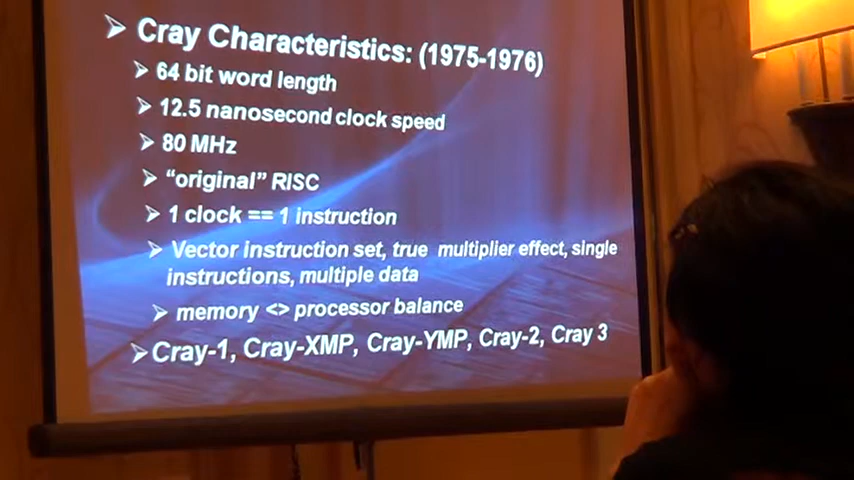 Cray Characteristics: (1975-1976)
64 bit word length
12.5 nanosecond clock speed
80 MHz
“original” RISC
1 clock == 1 instruction
Vector instruction set, true multiplier effect, single
instructions, multiple data
memory <> processor balance
Cray-1, Cray-XMP, Cray-YMP, Cray-2, Cray 3